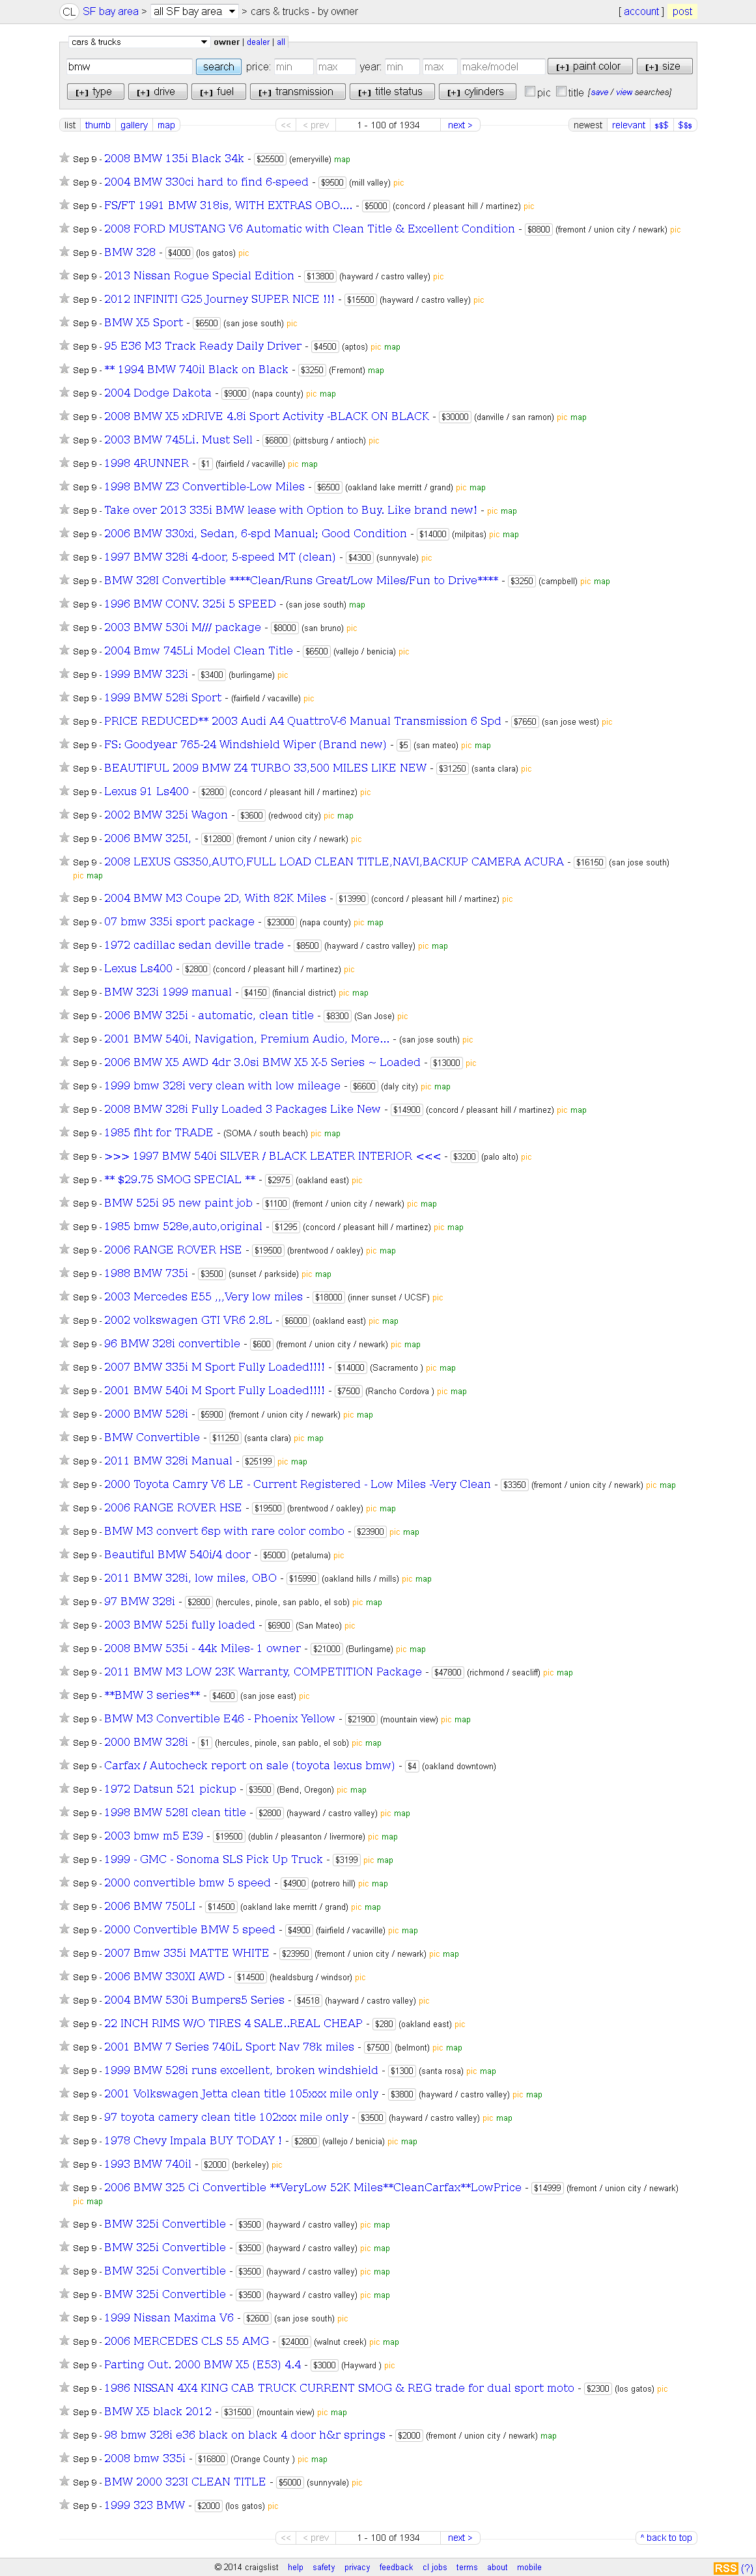 CL SF bay area > all SF bay area > cars & trucks - by owner [ account ] post
cars & trucks owner | dealer | all
bmw search price: min max year: min max make/model [+] paint color [+] size
[+] type [+] drive [+] fuel [+] transmission [+] title status [+] cylinders pic title [save / view searches]
list thumb gallery map << < prev 1 - 100 of 1934 next > newest relevant $$$ $$$
Sep 9 - 2008 BMW 135i Black 34k - $25500 (emeryville) map
Sep 9 - 2004 BMW 330ci hard to find 6-speed - $9500 (mill valley) pic
Sep 9 - FS/FT 1991 BMW 318is, WITH EXTRAS OBO.... - $5000 (concord / pleasant hill / martinez) pic
Sep 9 - 2008 FORD MUSTANG V6 Automatic with Clean Title & Excellent Condition - $8800 (fremont / union city / newark) pic
Sep 9 - BMW 328 - $4000 (los gatos) pic
Sep 9 - 2013 Nissan Rogue Special Edition - $13800 (hayward / castro valley) pic
Sep 9 - 2012 INFINITI G25 Journey SUPER NICE !!! - $15500 (hayward / castro valley) pic
Sep 9 - BMW X5 Sport - $6500 (san jose south) pic
Sep 9 - 95 E36 M3 Track Ready Daily Driver - $4500 (aptos) pic map
Sep 9 - ** 1994 BMW 740il Black on Black - $3250 (Fremont) map
Sep 9 - 2004 Dodge Dakota - $9000 (napa county) pic map
Sep 9 - 2008 BMW X5 xDRIVE 4.8i Sport Activity -BLACK ON BLACK - $30000 (danville / san ramon) pic map
Sep 9 - 2003 BMW 745Li. Must Sell - $6800 (pittsburg / antioch) pic
Sep 9 - 1998 4RUNNER - $1 (fairfield / vacaville) pic map
Sep 9 - 1998 BMW Z3 Convertible-Low Miles - $6500 (oakland lake merritt / grand) pic map
Sep 9 - Take over 2013 335i BMW lease with Option to Buy. Like brand new! - pic map
Sep 9 - 2006 BMW 330xi, Sedan, 6-spd Manual; Good Condition - $14000 (milpitas) pic map
Sep 9 - 1997 BMW 328i 4-door, 5-speed MT (clean) - $4300 (sunnyvale) pic
Sep 9 - BMW 328I Convertible ****Clean/Runs Great/Low Miles/Fun to Drive**** - $3250 (campbell) pic map
Sep 9 - 1996 BMW CONV. 325i 5 SPEED - (san jose south) map
Sep 9 - 2003 BMW 530i M/// package - $8000 (san bruno) pic
Sep 9 - 2004 Bmw 745Li Model Clean Title - $6500 (vallejo / benicia) pic
Sep 9 - 1999 BMW 323i - $3400 (burlingame) pic
Sep 9 - 1999 BMW 528i Sport - (fairfield / vacaville) pic
Sep 9 - PRICE REDUCED** 2003 Audi A4 QuattroV-6 Manual Transmission 6 Spd - $7650 (san jose west) pic
Sep 9 - FS: Goodyear 765-24 Windshield Wiper (Brand new) - $5 (san mateo) pic map
Sep 9 - BEAUTIFUL 2009 BMW Z4 TURBO 33,500 MILES LIKE NEW - $31250 (santa clara) pic
Sep 9 - Lexus 91 Ls400 - $2800 (concord / pleasant hill / martinez) pic
Sep 9 - 2002 BMW 325i Wagon - $3600 (redwood city) pic map
Sep 9 - 2006 BMW 325I, - $12800 (fremont / union city / newark) pic
Sep 9 - 2008 LEXUS GS350,AUTO,FULL LOAD CLEAN TITLE,NAVI,BACKUP CAMERA ACURA - $16150 (san jose south)
pic map
Sep 9 - 2004 BMW M3 Coupe 2D, With 82K Miles - $13990 (concord / pleasant hill / martinez) pic
Sep 9 - 07 bmw 335i sport package - $23000 (napa county) pic map
Sep 9 - 1972 cadillac sedan deville trade - $8500 (hayward / castro valley) pic map
Sep 9 - Lexus Ls400 - $2800 (concord / pleasant hill / martinez) pic
Sep 9 - BMW 323i 1999 manual - $4150 (financial district) pic map
Sep 9 - 2006 BMW 325i - automatic, clean title - $8300 (San Jose) pic
Sep 9 - 2001 BMW 540i, Navigation, Premium Audio, More... - (san jose south) pic
Sep 9 - 2006 BMW X5 AWD 4dr 3.0si BMW X5 X-5 Series ~ Loaded - $13000 pic
Sep 9 - 1999 bmw 328i very clean with low mileage - $6600 (daly city) pic map
Sep 9 - 2008 BMW 328i Fully Loaded 3 Packages Like New - $14900 (concord / pleasant hill / martinez) pic map
Sep 9 - 1985 flht for TRADE - (SOMA / south beach) pic map
Sep 9 - >>> 1997 BMW 540i SILVER / BLACK LEATER INTERIOR <<< - $3200 (palo alto) pic
Sep 9 - ** $29.75 SMOG SPECIAL ** - $2975 (oakland east) pic
Sep 9 - BMW 525i 95 new paint job - $1100 (fremont / union city / newark) pic map
Sep 9 - 1985 bmw 528e,auto,original - $1295 (concord / pleasant hill / martinez) pic map
Sep 9 - 2006 RANGE ROVER HSE - $19500 (brentwood / oakley) pic map
Sep 9 - 1988 BMW 735i - $3500 (sunset / parkside) pic map
Sep 9 - 2003 Mercedes E55 ,,,Very low miles - $18000 (inner sunset / UCSF) pic
Sep 9 - 2002 volkswagen GTI VR6 2.8L - $6000 (oakland east) pic map
Sep 9 - 96 BMW 328i convertible - $600 (fremont / union city / newark) pic map
Sep 9 - 2007 BMW 335i M Sport Fully Loaded!!!! - $14000 (Sacramento ) pic map
Sep 9 - 2001 BMW 540i M Sport Fully Loaded!!!! - $7500 (Rancho Cordova ) pic map
Sep 9 - 2000 BMW 528i - $5900 (fremont / union city / newark) pic map
Sep 9 - BMW Convertible - $11250 (santa clara) pic map
Sep 9 - 2011 BMW 328i Manual - $25199 pic map
Sep 9 - 2000 Toyota Camry V6 LE - Current Registered - Low Miles -Very Clean - $3350 (fremont / union city / newark) pic map
Sep 9 - 2006 RANGE ROVER HSE - $19500 (brentwood / oakley) pic map
Sep 9 - BMW M3 convert 6sp with rare color combo - $23900 pic map
Sep 9 - Beautiful BMW 540i/4 door - $5000 (petaluma) pic
Sep 9 - 2011 BMW 328i, low miles, OBO - $15990 (oakland hills / mills) pic map
Sep 9 - 97 BMW 328i - $2800 (hercules, pinole, san pablo, el sob) pic map
Sep 9 - 2003 BMW 525i fully loaded - $6900 (San Mateo) pic
Sep 9 - 2008 BMW 535i - 44k Miles- 1 owner - $21000 (Burlingame) pic map
Sep 9 - 2011 BMW M3 LOW 23K Warranty, COMPETITION Package - $47800 (richmond / seacliff) pic map
Sep 9 - **BMW 3 series** - $4600 (san jose east) pic
Sep 9 - BMW M3 Convertible E46 - Phoenix Yellow - $21900 (mountain view) pic map
Sep 9 - 2000 BMW 328i - $1 (hercules, pinole, san pablo, el sob) pic map
Sep 9 - Carfax / Autocheck report on sale (toyota lexus bmw) - $4 (oakland downtown)
Sep 9 - 1972 Datsun 521 pickup - $3500 (Bend, Oregon) pic map
Sep 9 - 1998 BMW 528I clean title - $2800 (hayward / castro valley) pic map
Sep 9 - 2003 bmw m5 E39 - $19500 (dublin / pleasanton / livermore) pic map
Sep 9 - 1999 - GMC - Sonoma SLS Pick Up Truck - $3199 pic map
Sep 9 - 2000 convertible bmw 5 speed - $4900 (potrero hill) pic map
Sep 9 - 2006 BMW 750LI - $14500 (oakland lake merritt / grand) pic map
Sep 9 - 2000 Convertible BMW 5 speed - $4900 (fairfield / vacaville) pic map
Sep 9 - 2007 Bmw 335i MATTE WHITE - $23950 (fremont / union city / newark) pic map
Sep 9 - 2006 BMW 330XI AWD - $14500 (healdsburg / windsor) pic
Sep 9 - 2004 BMW 530i Bumpers5 Series - $4518 (hayward / castro valley) pic
Sep 9 - 22 INCH RIMS W/O TIRES 4 SALE..REAL CHEAP - $280 (oakland east) pic
Sep 9 - 2001 BMW 7 Series 740iL Sport Nav 78k miles - $7500 (belmont) pic map
Sep 9 - 1999 BMW 528i runs excellent, broken windshield - $1300 (santa rosa) pic map
Sep 9 - 2001 Volkswagen Jetta clean title 105xxx mile only - $3800 (hayward / castro valley) pic map
Sep 9 - 97 toyota camery clean title 102xxx mile only - $3500 (hayward / castro valley) pic map
Sep 9 - 1978 Chevy Impala BUY TODAY ! - $2800 (vallejo / benicia) pic map
Sep 9 - 1993 BMW 740il - $2000 (berkeley) pic
Sep 9 - 2006 BMW 325 Ci Convertible **VeryLow 52K Miles**CleanCarfax**LowPrice - $14999 (fremont / union city / newark)
pic map
Sep 9 - BMW 325i Convertible - $3500 (hayward / castro valley) pic map
Sep 9 - BMW 325i Convertible - $3500 (hayward / castro valley) pic map
Sep 9 - BMW 325i Convertible - $3500 (hayward / castro valley) pic map
Sep 9 - BMW 325i Convertible - $3500 (hayward / castro valley) pic map
Sep 9 - 1999 Nissan Maxima V6 - $2600 (san jose south) pic
Sep 9 - 2006 MERCEDES CLS 55 AMG - $24000 (walnut creek) pic map
Sep 9 - Parting Out. 2000 BMW X5 (E53) 4.4 - $3000 (Hayward ) pic
Sep 9 - 1986 NISSAN 4X4 KING CAB TRUCK CURRENT SMOG & REG trade for dual sport moto - $2300 (los gatos) pic
Sep 9 - BMW X5 black 2012 - $31500 (mountain view) pic map
Sep 9 - 98 bmw 328i e36 black on black 4 door h&r springs - $2000 (fremont / union city / newark) map
Sep 9 - 2008 bmw 335i - $16800 (Orange County ) pic map
Sep 9 - BMW 2000 323I CLEAN TITLE - $5000 (sunnyvale) pic
Sep 9 - 1999 323 BMW - $2000 (los gatos) pic
<< < prev 1 - 100 of 1934 next > ^ back to top
© 2014 craigslist help safety privacy feedback cl jobs terms about mobile RSS (?)